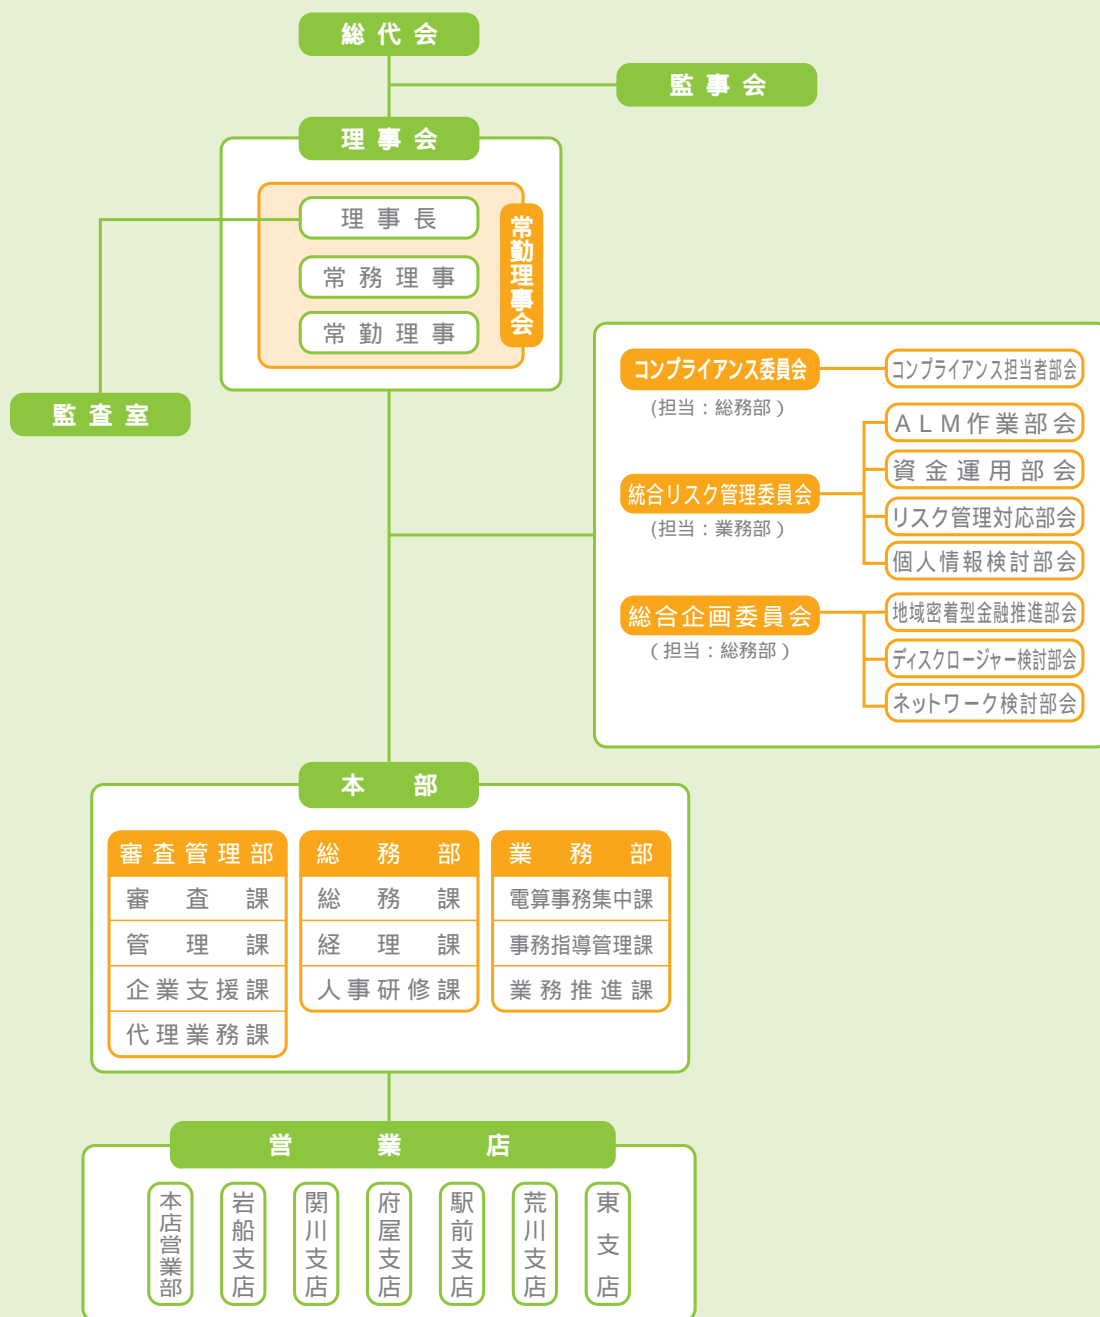 総代会
監事会
理事会
理事長
常務理事
常勤理事
常勤理事会
監査室
コンプライアンス委員会
(担当：総務部）
コンプライアンス担当者部会
統合リスク管理委員会
(担当：業務部）
ＡＬＭ作業部会
資金運用部会
リスク管理対応部会
個人情報検討部会
総合企画委員会
（担当：総務部）
地域密着型金融推進部会
ディスクロージャー検討部会
ネットワーク検討部会
本部
審査管理部
審査課
管理課
企業支援課
代理業務課
総務部
総務課
経理課
人事研修課
業務部
電算事務集中課
事務指導管理課
業務推進課
営業店
本店営業部
岩船支店
関川支店
府屋支店
駅前支店
荒川支店
東支店